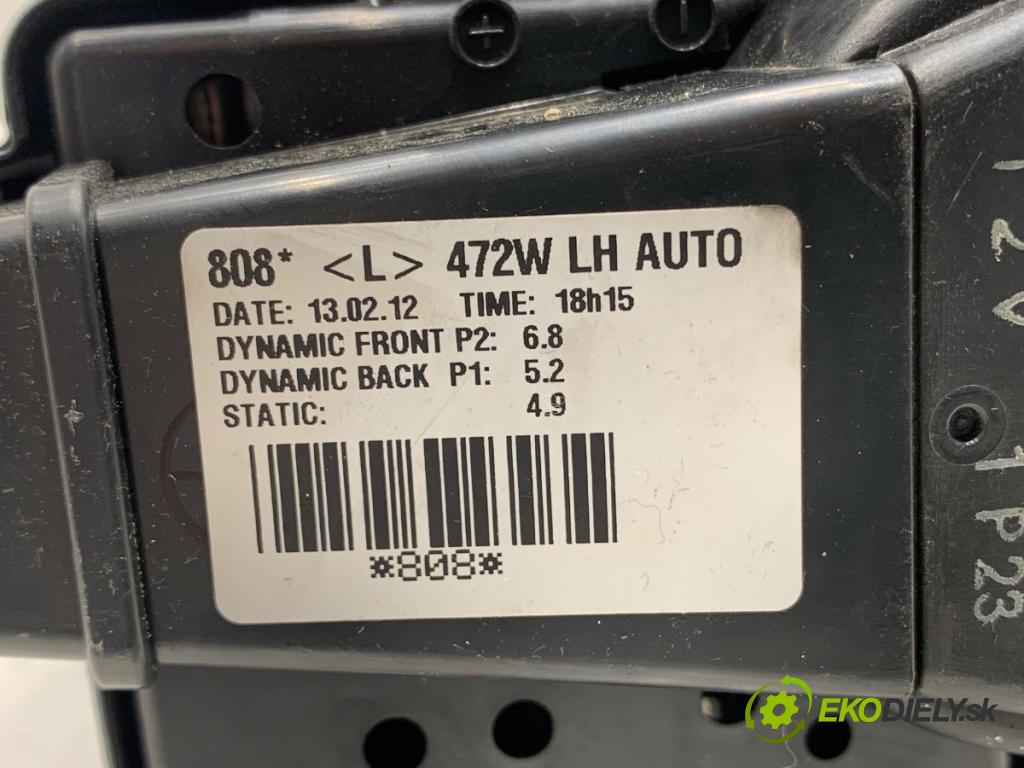 808* <L> 472W LH AUTO
DATE: 13.02.12 TIME: 18h15
DYNAMIC FRONT P2: 6.8
DYNAMIC BACK P1: 5.2
STATIC: 4.9
*808*
1 P23
EKODIELY.sk